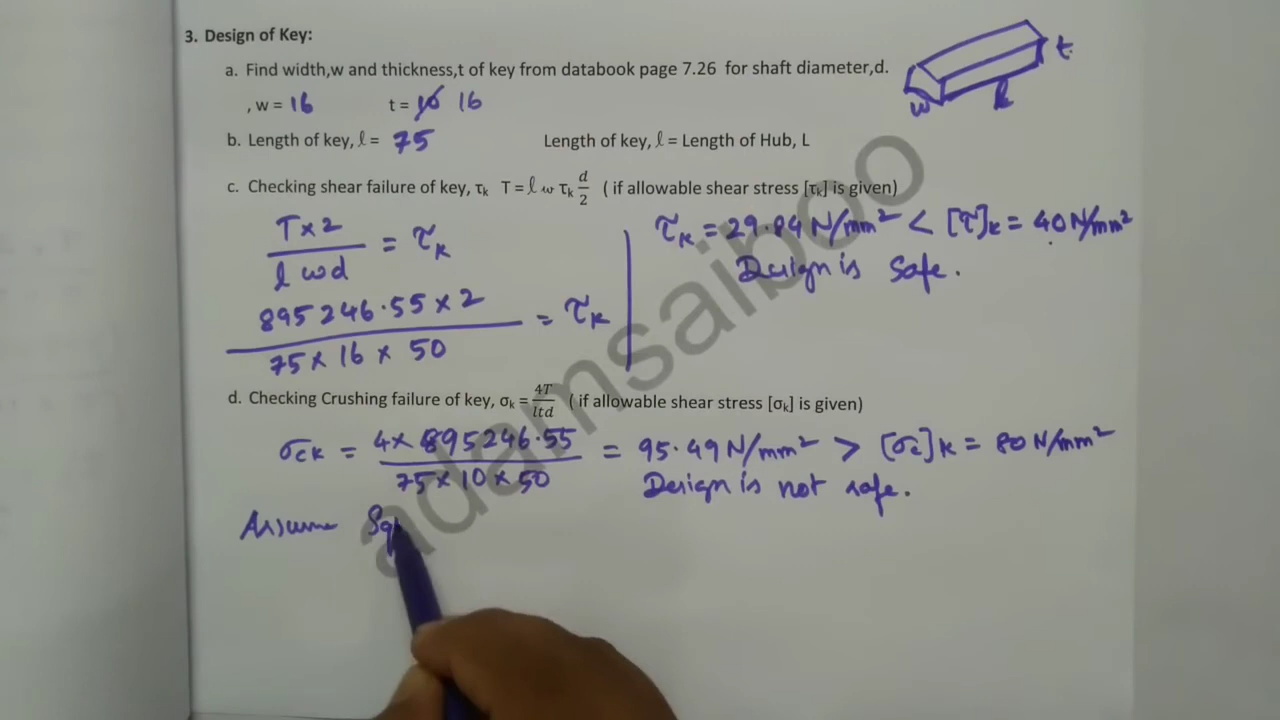 3. Design of Key:
a. Find width,w and thickness,t of key from databook page 7.26 for shaft diameter,d.
, w = 16 t = 10 16
b. Length of key, ℓ = 75 Length of key, ℓ = Length of Hub, L
c. Checking shear failure of key, τk T = ℓ w τk d/2 ( if allowable shear stress [τk] is given)
T×2 / l wd = τk
895246.55×2 / 75×16×50 = τk
τk = 29.84 N/mm² < [τ]k = 40 N/mm²
Design is safe.
d. Checking Crushing failure of key, σk = 4T/ltd ( if allowable shear stress [σk] is given)
σck = 4×895246.55 / 75×10×50 = 95.49 N/mm² > [σc]k = 80 N/mm²
Design is not safe.
Assume Sq
w
l
t
adamsaiboo